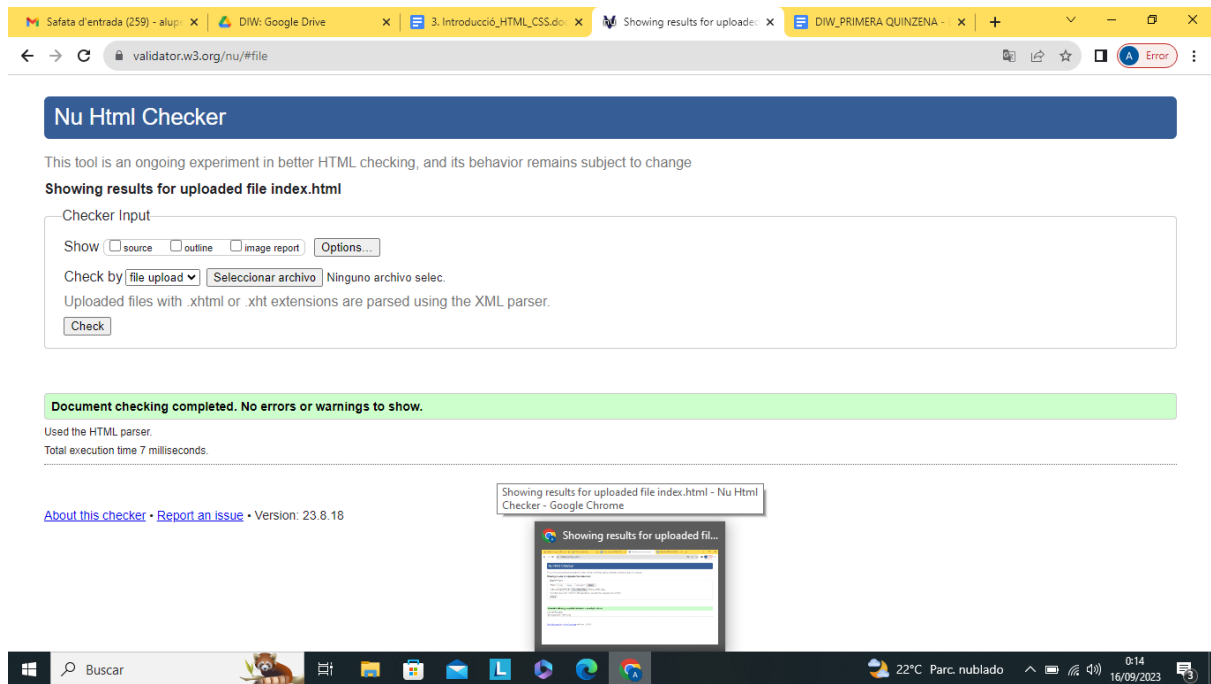 Safata d'entrada (259) - alup
DIW: Google Drive
3. Introducció_HTML_CSS.doc
Showing results for uploaded
DIW_PRIMERA QUINZENA -
validator.w3.org/nu/#file
A Error
Nu Html Checker
This tool is an ongoing experiment in better HTML checking, and its behavior remains subject to change
Showing results for uploaded file index.html
Checker Input
Show source outline image report Options...
Check by file upload Seleccionar archivo Ninguno archivo selec.
Uploaded files with .xhtml or .xht extensions are parsed using the XML parser.
Check
Document checking completed. No errors or warnings to show.
Used the HTML parser.
Total execution time 7 milliseconds.
Showing results for uploaded file index.html - Nu Html
Checker - Google Chrome
About this checker • Report an issue • Version: 23.8.18
Showing results for uploaded fil...
Buscar
L
22°C Parc. nublado
0:14
16/09/2023
3